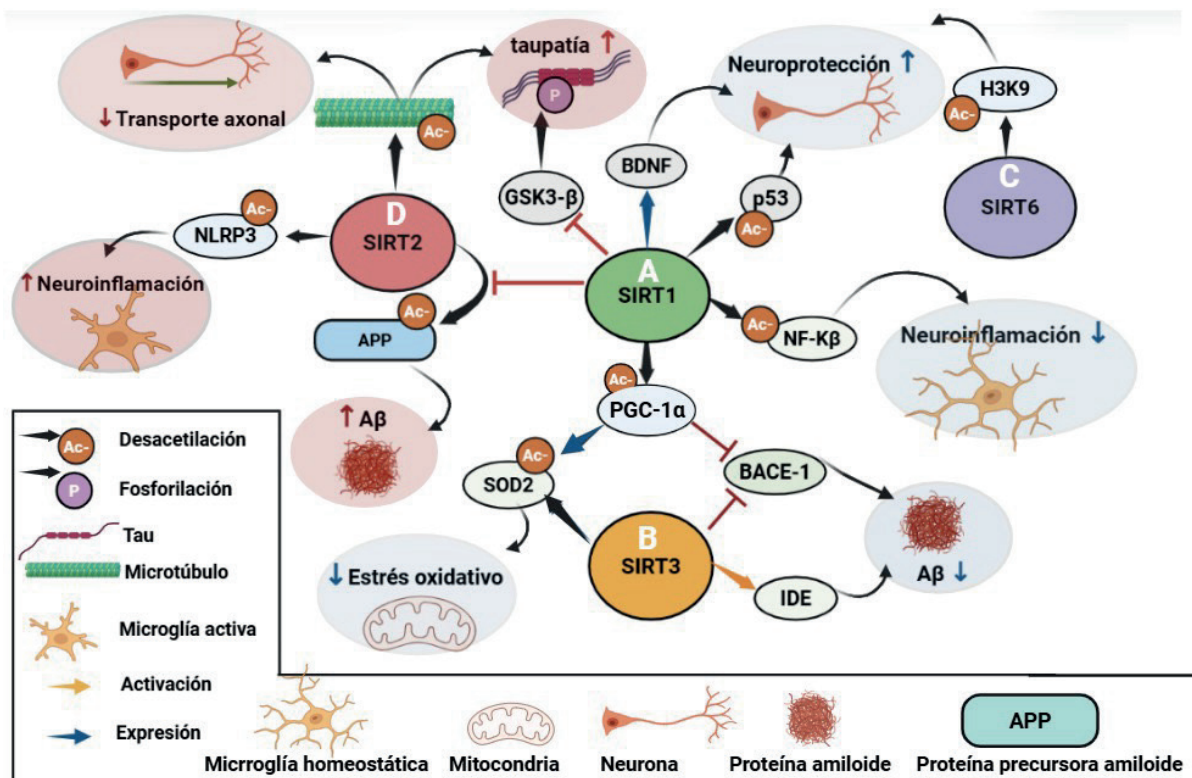 taupatía ↑
P
Neuroprotección ↑
H3K9
Ac-
↓ Transporte axonal
Ac-
BDNF
GSK3-β
p53
Ac-
C
SIRT6
Ac-
NLRP3
D
SIRT2
A
SIRT1
↑ Neuroinflamación
Ac-
APP
Ac-
NF-Kβ
Neuroinflamación ↓
Ac-
PGC-1α
↑ Aβ
Ac-
SOD2
BACE-1
B
SIRT3
Aβ ↓
IDE
↓ Estrés oxidativo
Ac-
Desacetilación
P
Fosforilación
Tau
Microtúbulo
Microglía activa
Activación
Expresión
APP
Microglía homeostática
Mitocondria
Neurona
Proteína amiloide
Proteína precursora amiloide